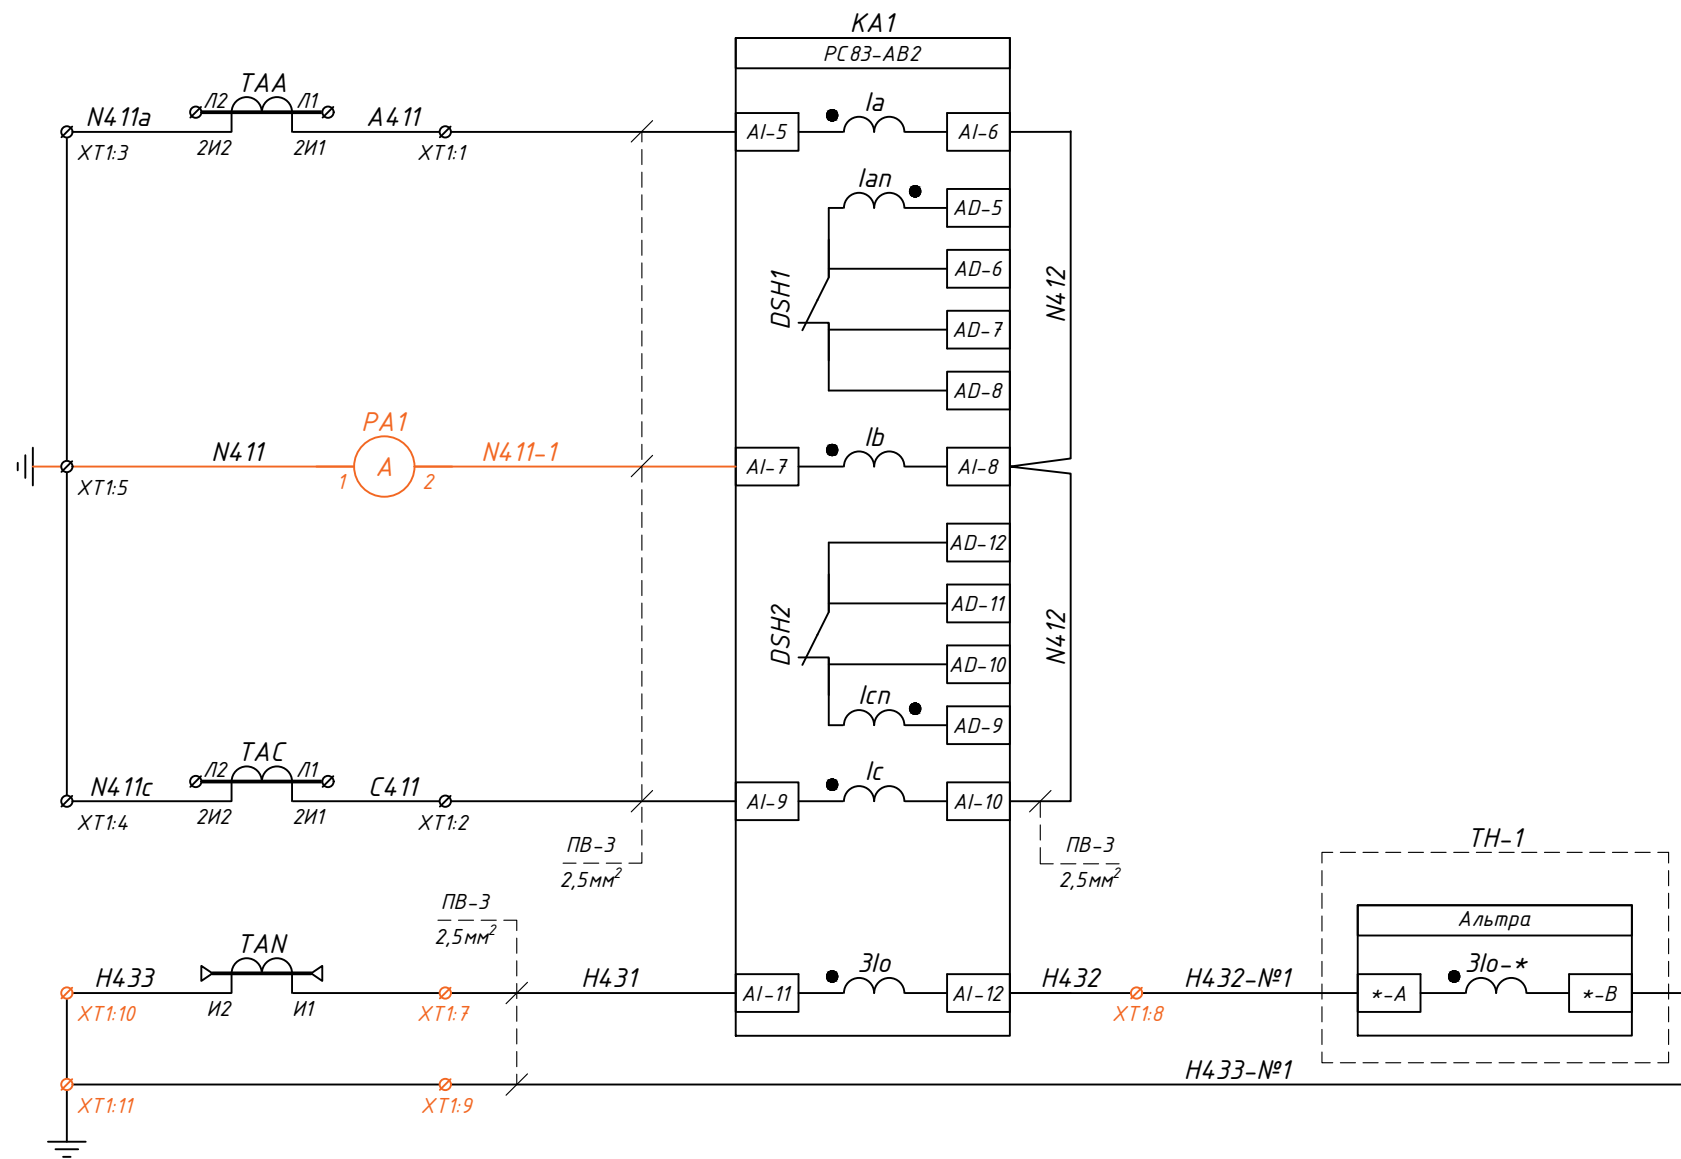 KA1
РС83-АВ2
TAA
Л2
Л1
N411a
A411
2И2
2И1
XT1:3
XT1:1
AI-5
Ia
AI-6
Ian
AD-5
AD-6
DSH1
N412
AD-7
AD-8
PA1
N411
A
N411-1
1
2
XT1:5
AI-7
Ib
AI-8
AD-12
AD-11
DSH2
N412
AD-10
Icn
AD-9
TAC
Л2
Л1
N411c
C411
2И2
2И1
XT1:4
XT1:2
AI-9
Ic
AI-10
ПВ-3
2,5мм²
ПВ-3
2,5мм²
ТН-1
ПВ-3
2,5мм²
Альтра
TAN
H433
И2
И1
XT1:10
XT1:7
H431
AI-11
3Io
AI-12
H432
XT1:8
H432-№1
*-A
3Io-*
*-B
H433-№1
XT1:11
XT1:9